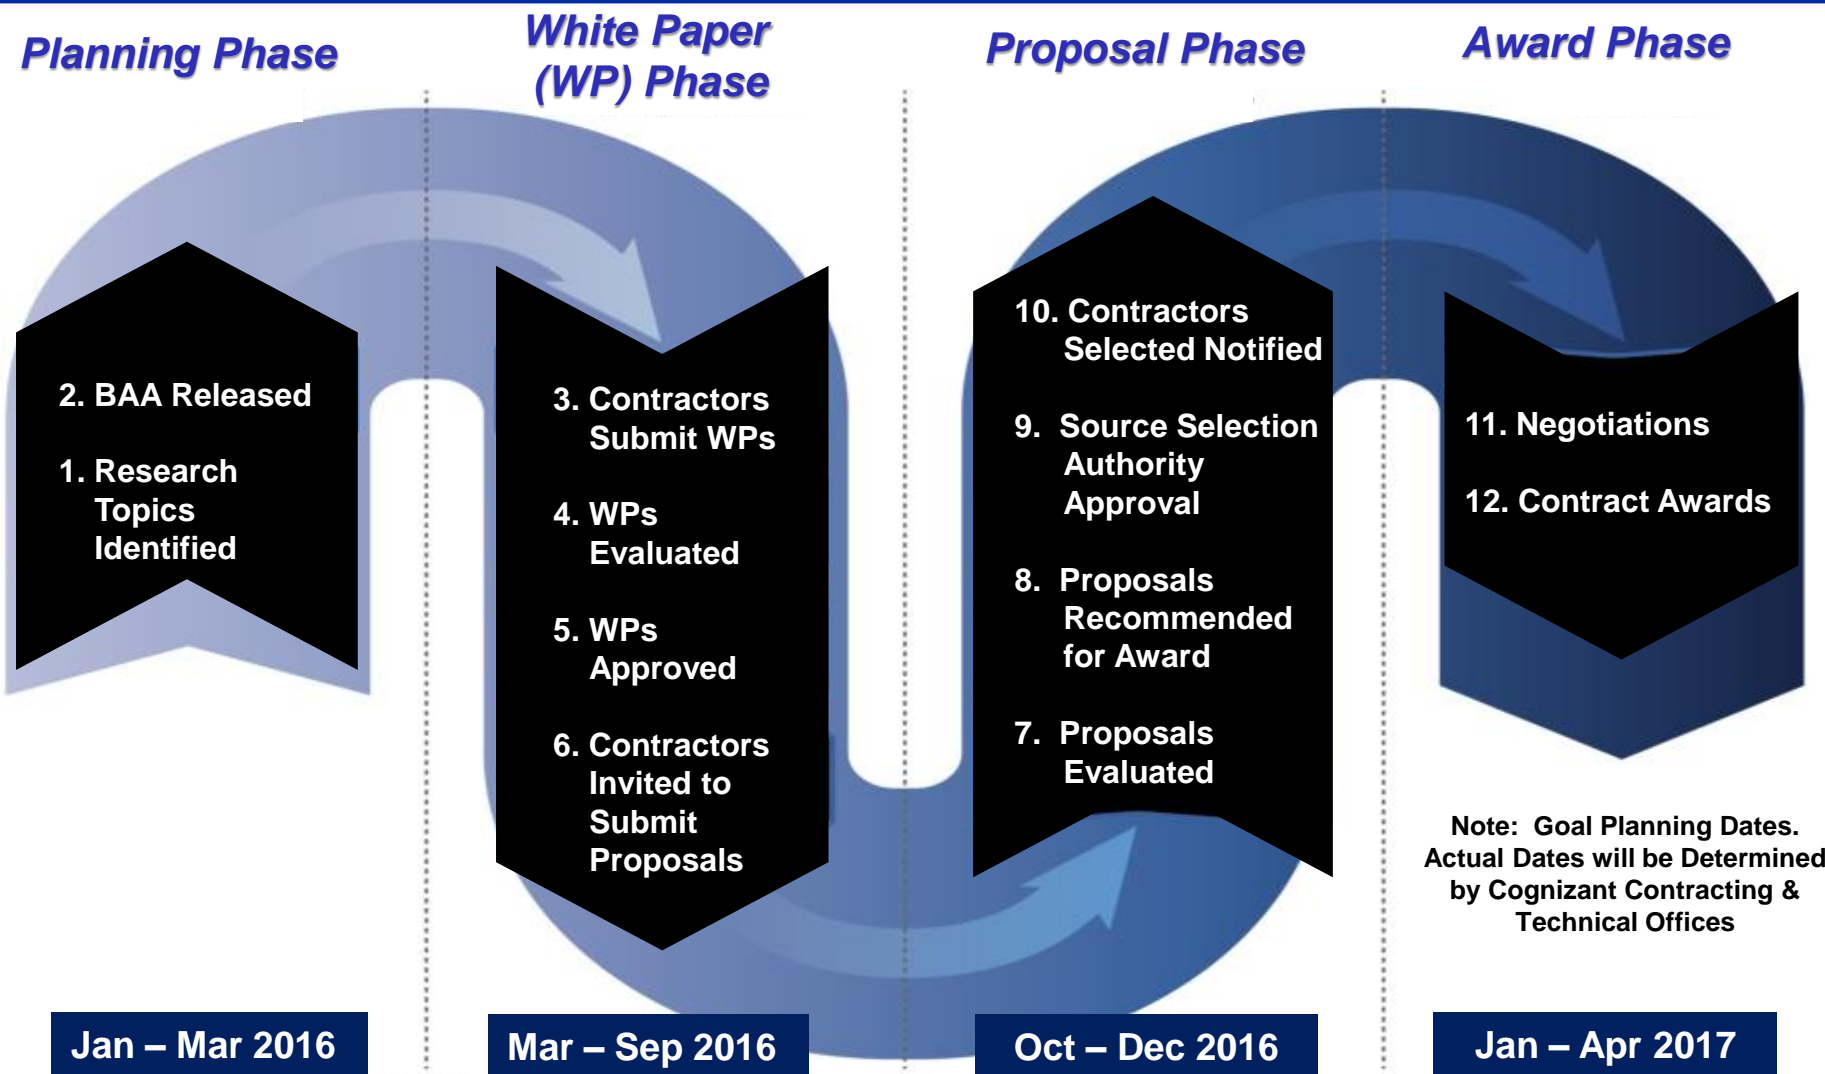 Planning Phase
White Paper
(WP) Phase
Proposal Phase
Award Phase
2. BAA Released
1. Research
Topics
Identified
3. Contractors
Submit WPs
4. WPs
Evaluated
5. WPs
Approved
6. Contractors
Invited to
Submit
Proposals
10. Contractors
Selected Notified
9. Source Selection
Authority
Approval
8. Proposals
Recommended
for Award
7. Proposals
Evaluated
11. Negotiations
12. Contract Awards
Note: Goal Planning Dates.
Actual Dates will be Determined
by Cognizant Contracting &
Technical Offices
Jan – Mar 2016
Mar – Sep 2016
Oct – Dec 2016
Jan – Apr 2017